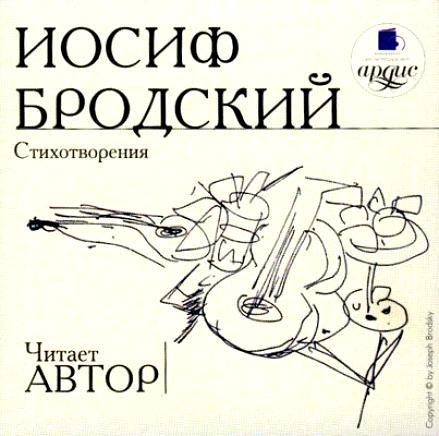 ИОСИФ
БРОДСКИЙ
ардис
Стихотворения
Читает
АВТОР
Copyright © by Joseph Brodsky